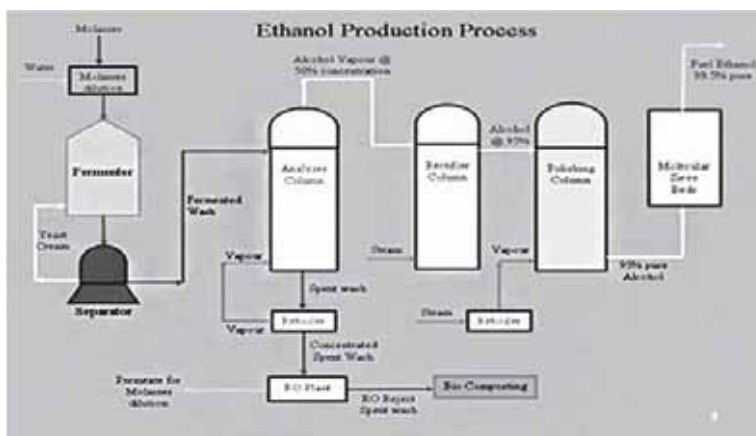 Ethanol Production Process
Molasses
Water
Molasses
dilution
Fermenter
Yeast
Cream
Separator
Fermented
Wash
Alcohol Vapour @
50% concentration
Analyzer
Column
Vapour
Vapour
Spent wash
Reboiler
Concentrated
Spent Wash
RO Plant
Permeate for
Molasses
dilution
RO Reject
Spent wash
Bio Composting
Rectifier
Column
Steam
Alcohol
@ 95%
Polishing
Column
Vapour
Steam
Reboiler
95% pure
Alcohol
Molecular
Sieve
Beds
Fuel Ethanol
99.5% pure